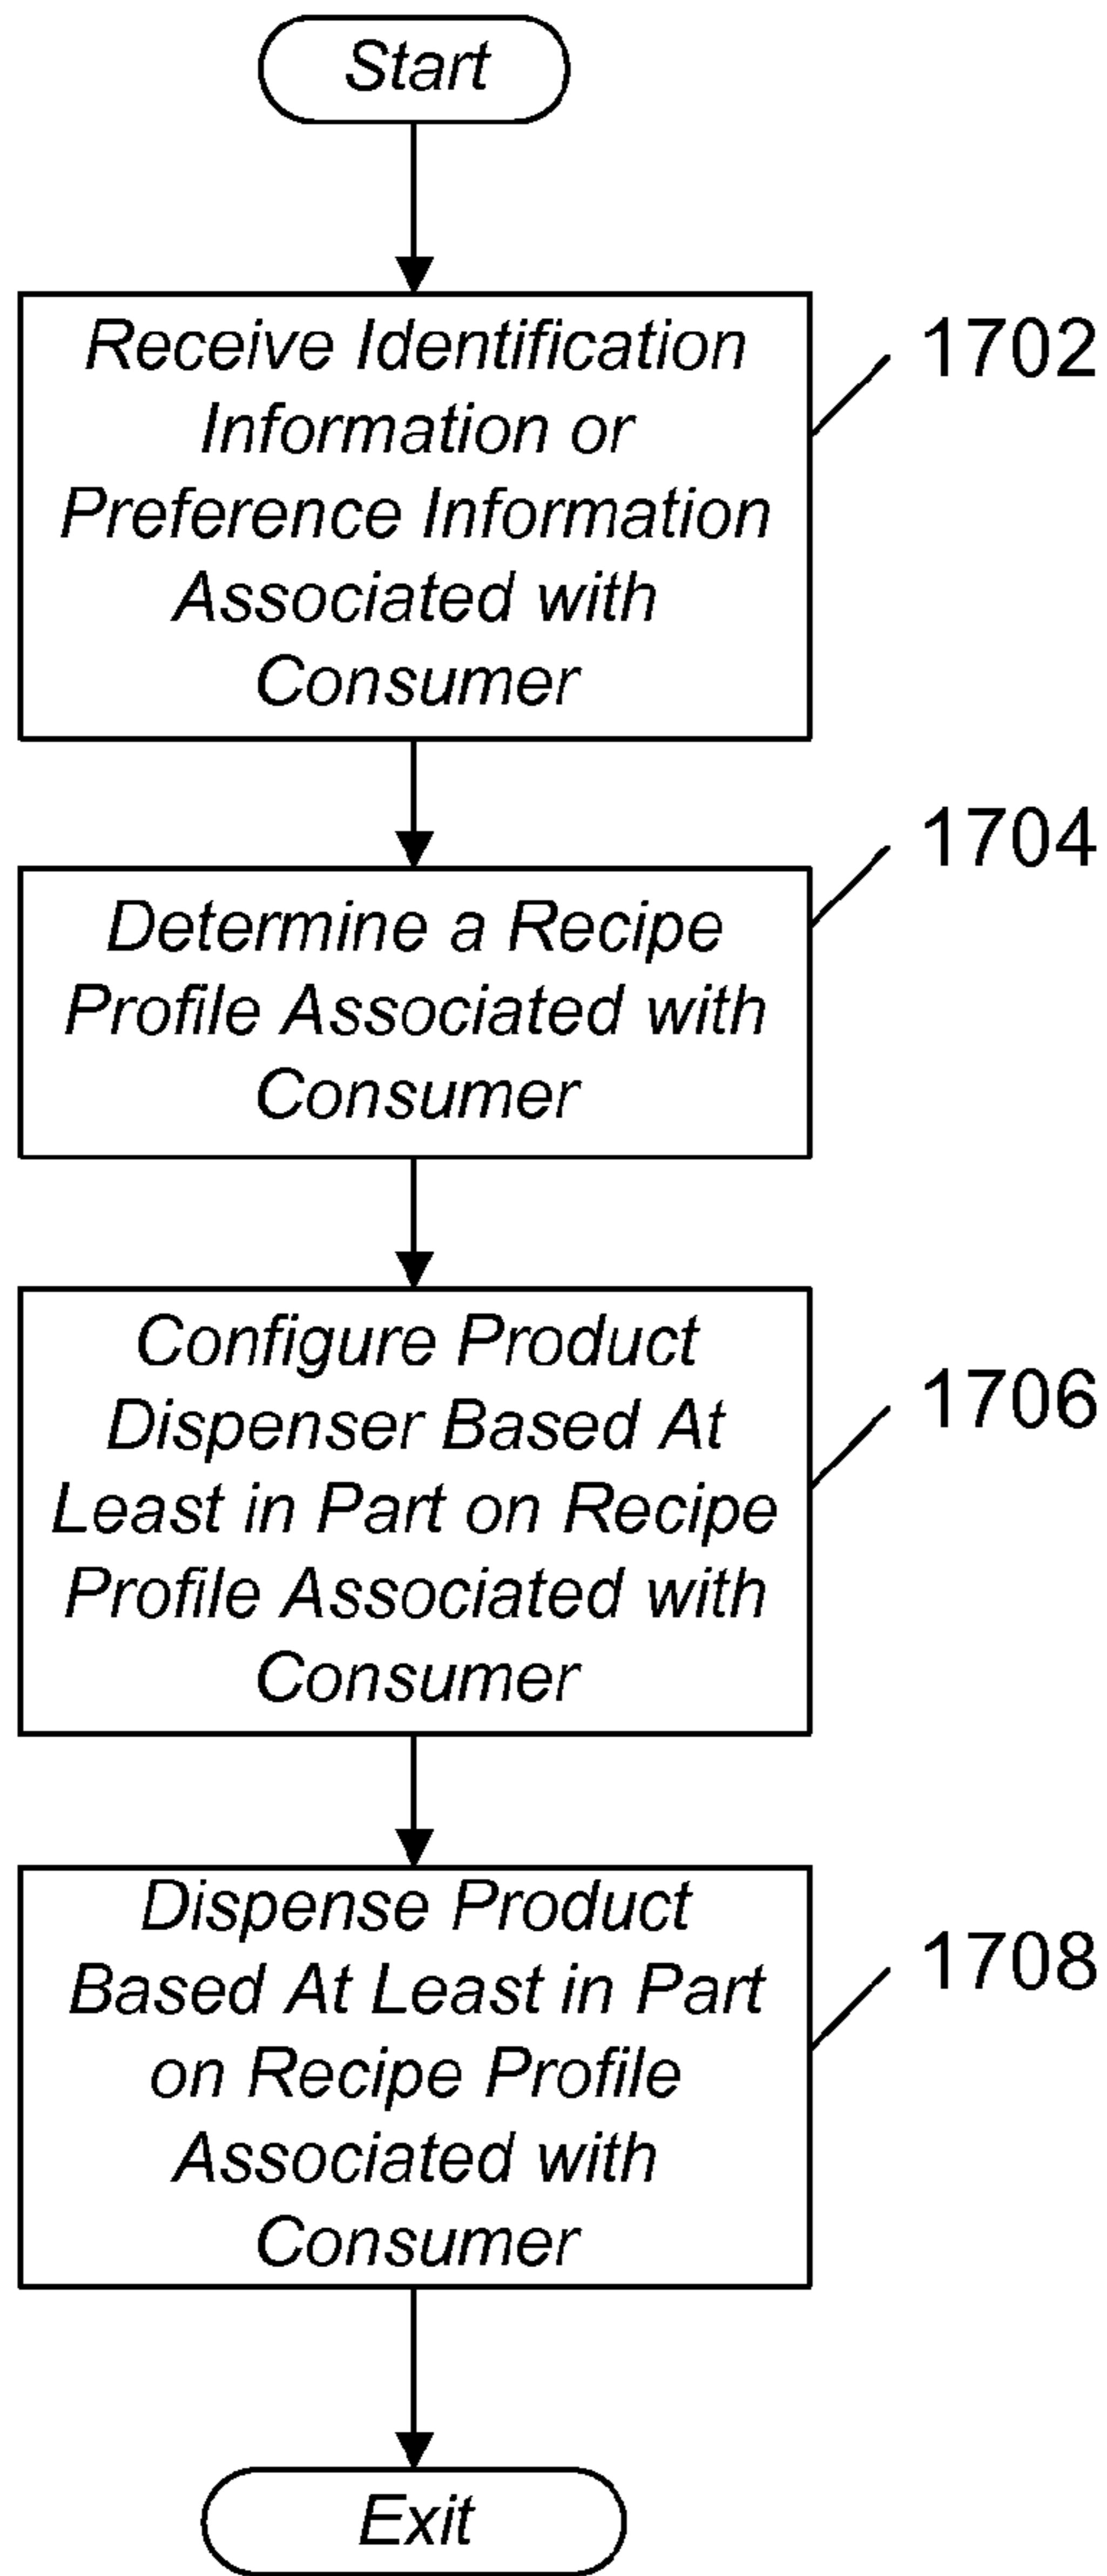 Start
Receive Identification
Information or
Preference Information
Associated with
Consumer
1702
Determine a Recipe
Profile Associated with
Consumer
1704
Configure Product
Dispenser Based At
Least in Part on Recipe
Profile Associated with
Consumer
1706
Dispense Product
Based At Least in Part
on Recipe Profile
Associated with
Consumer
1708
Exit